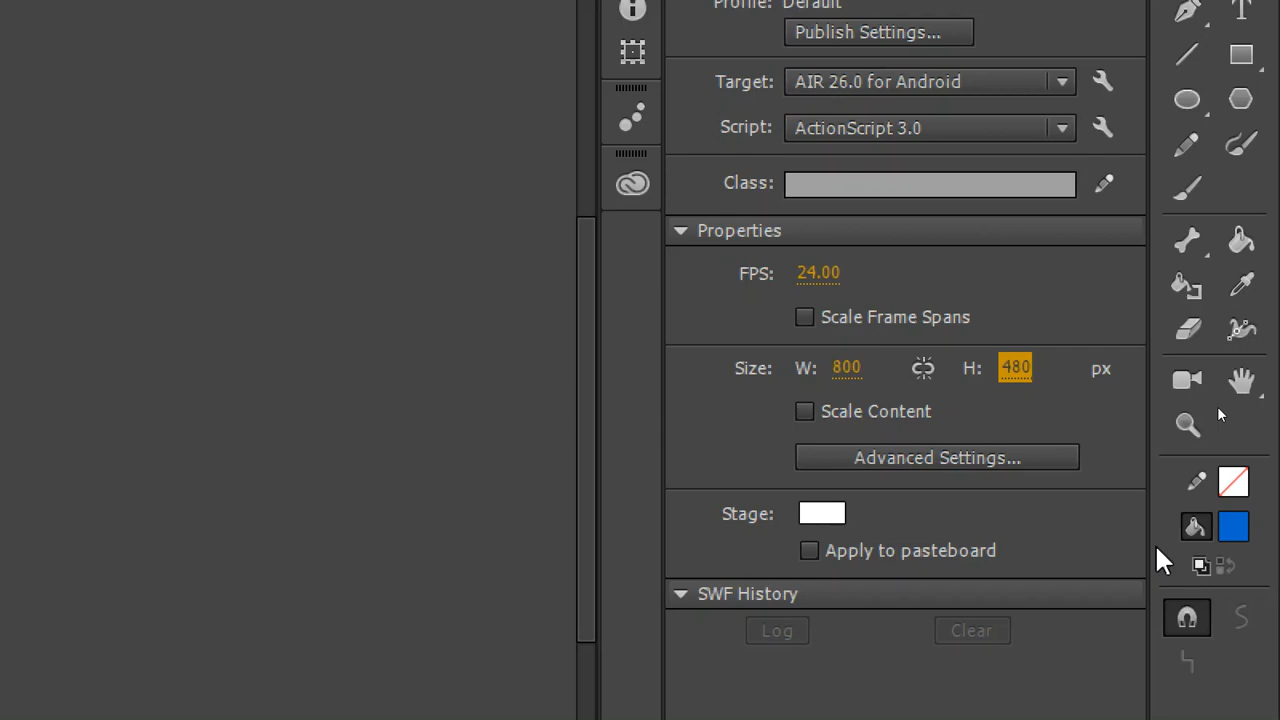 Profile: Default
Publish Settings...
Target: AIR 26.0 for Android
Script: ActionScript 3.0
Class:
Properties
FPS: 24.00
Scale Frame Spans
Size: W: 800 H: 480 px
Scale Content
Advanced Settings...
Stage:
Apply to pasteboard
SWF History
Log Clear